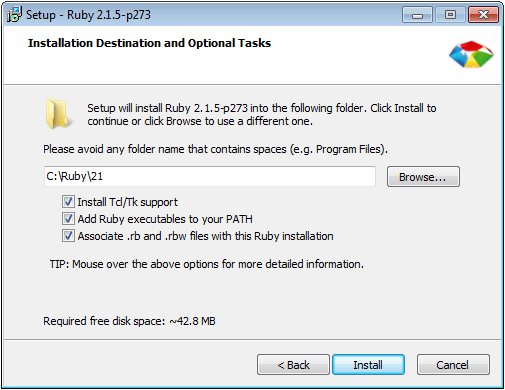 Setup - Ruby 2.1.5-p273
Installation Destination and Optional Tasks
Setup will install Ruby 2.1.5-p273 into the following folder. Click Install to
continue or click Browse to use a different one.
Please avoid any folder name that contains spaces (e.g. Program Files).
C:\Ruby\21
Browse...
Install Tcl/Tk support
Add Ruby executables to your PATH
Associate .rb and .rbw files with this Ruby installation
TIP: Mouse over the above options for more detailed information.
Required free disk space: ~42.8 MB
< Back
Install
Cancel